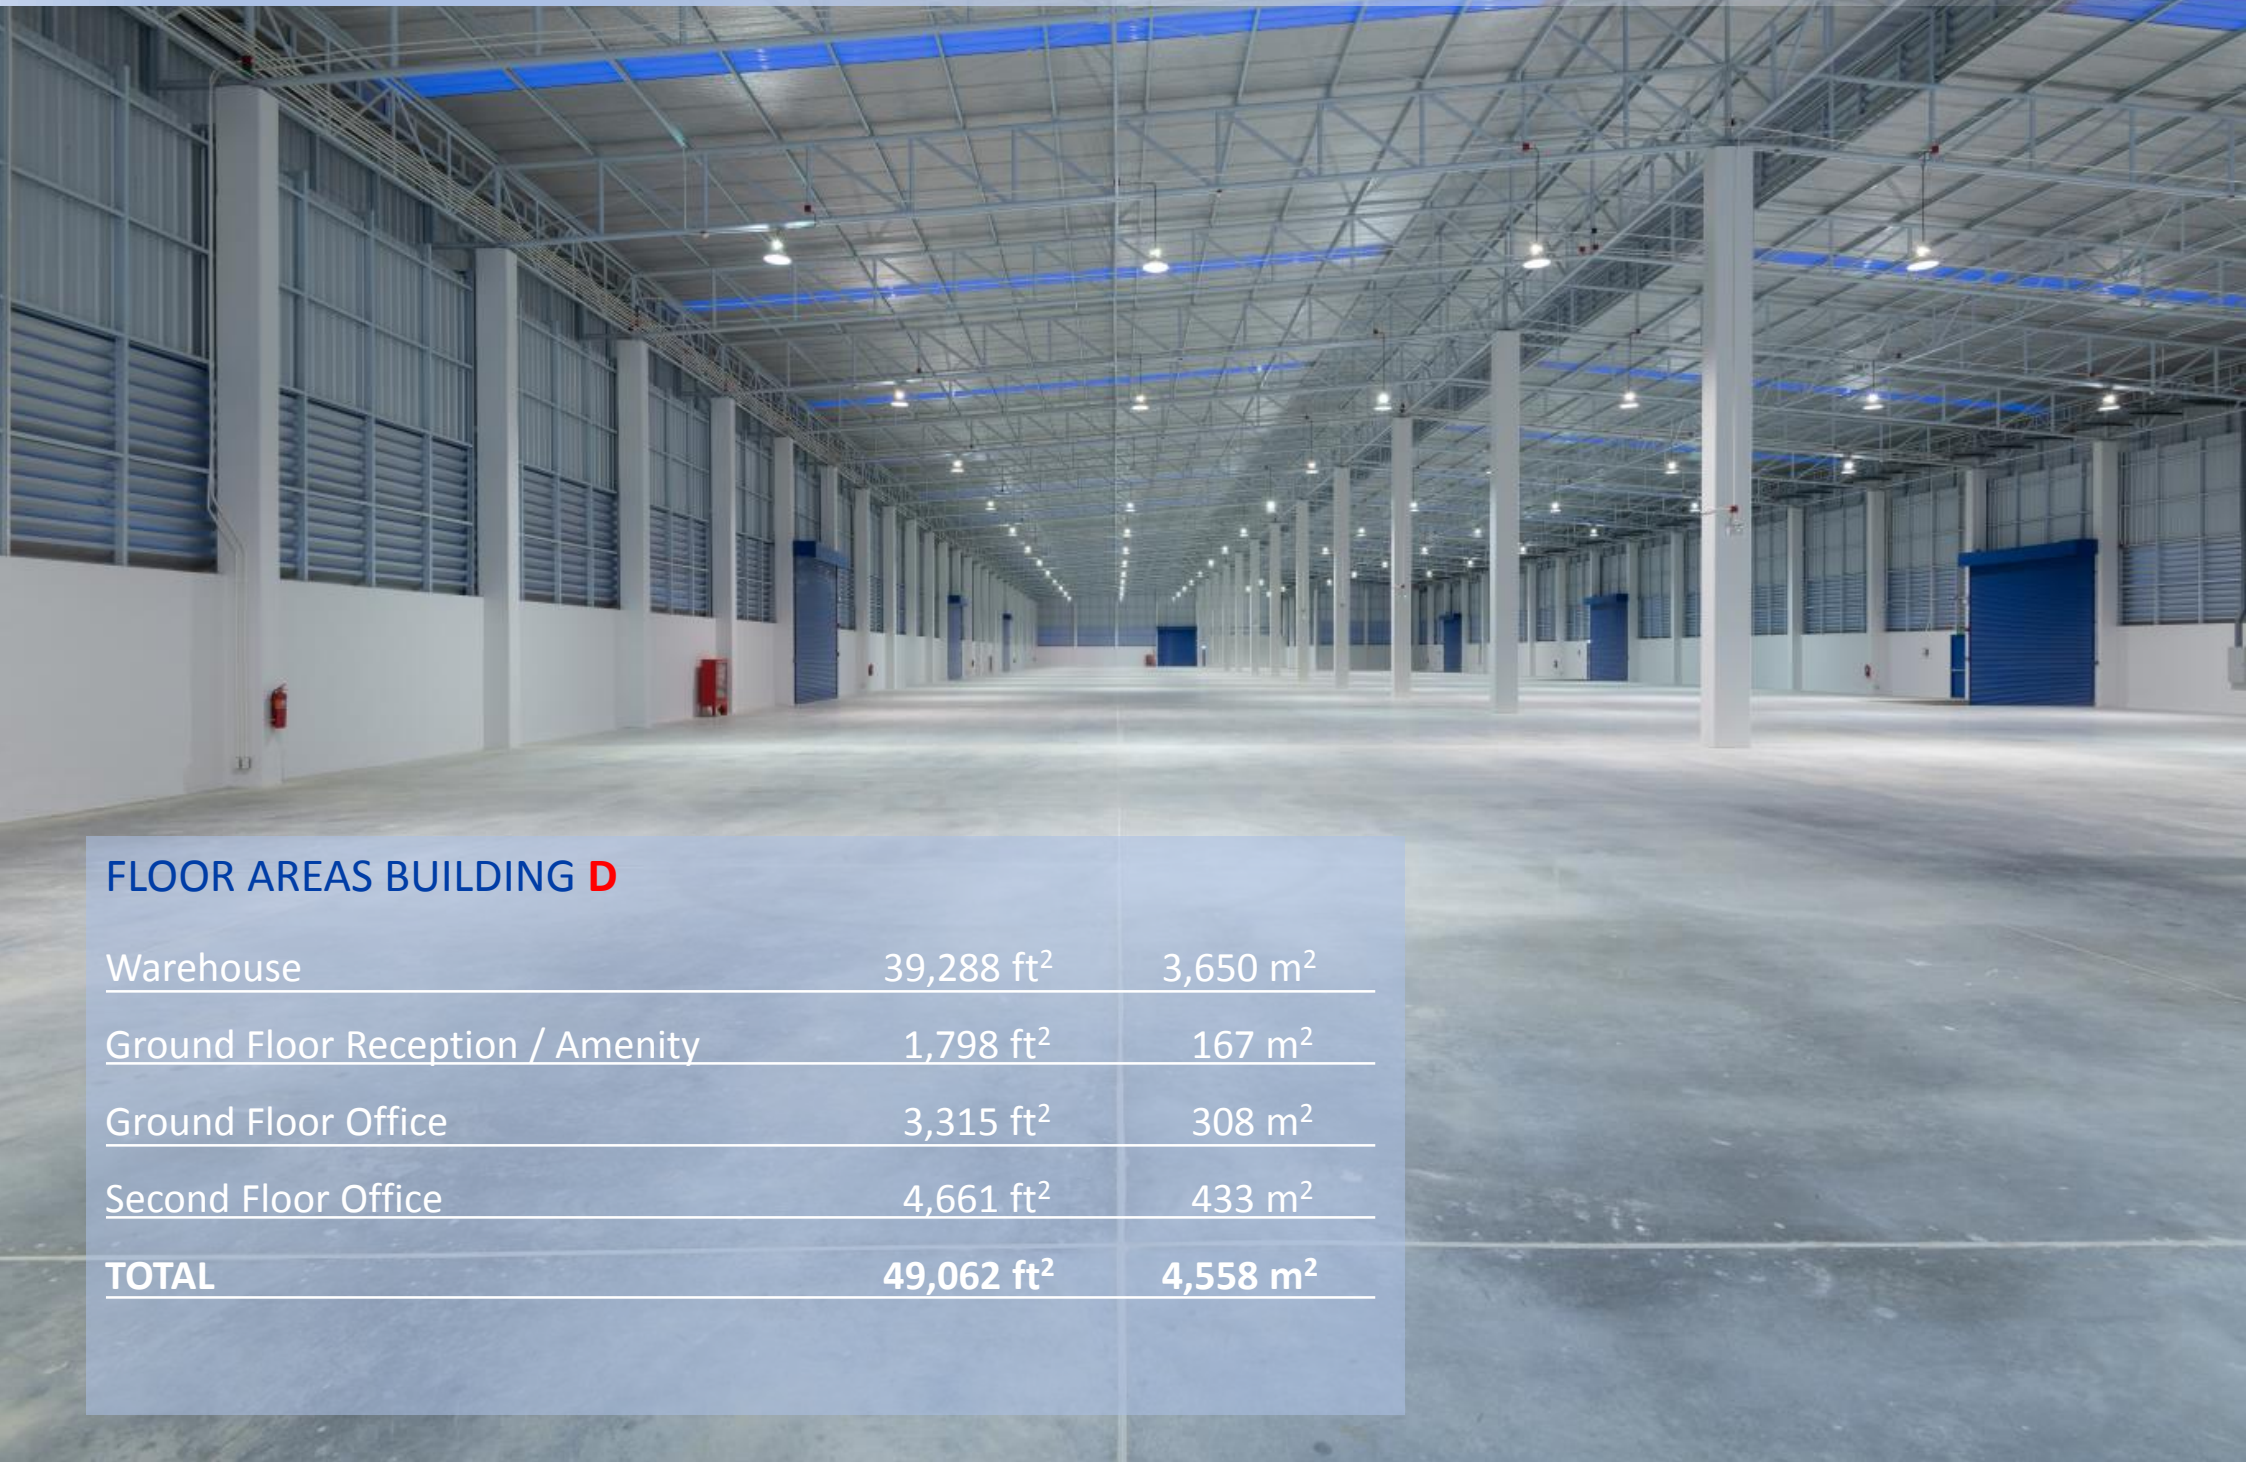 FLOOR AREAS BUILDING D
Warehouse 39,288 ft² 3,650 m²
Ground Floor Reception / Amenity 1,798 ft² 167 m²
Ground Floor Office 3,315 ft² 308 m²
Second Floor Office 4,661 ft² 433 m²
TOTAL 49,062 ft² 4,558 m²